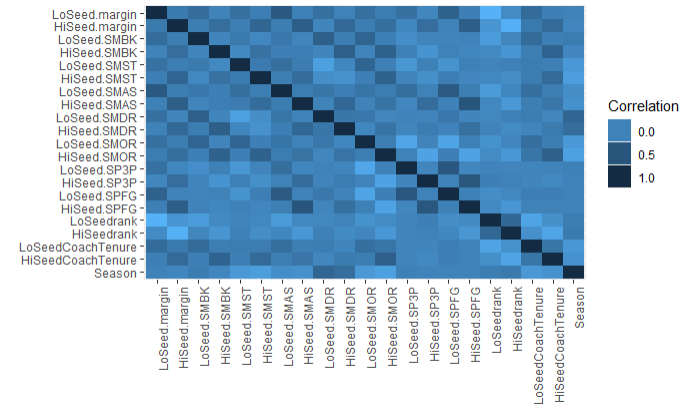 LoSeed.margin
HiSeed.margin
LoSeed.SMBK
HiSeed.SMBK
LoSeed.SMST
HiSeed.SMST
LoSeed.SMAS
HiSeed.SMAS
LoSeed.SMDR
HiSeed.SMDR
LoSeed.SMOR
HiSeed.SMOR
LoSeed.SP3P
HiSeed.SP3P
LoSeed.SPFG
HiSeed.SPFG
LoSeedrank
HiSeedrank
LoSeedCoachTenure
HiSeedCoachTenure
Season
LoSeed.margin
HiSeed.margin
LoSeed.SMBK
HiSeed.SMBK
LoSeed.SMST
HiSeed.SMST
LoSeed.SMAS
HiSeed.SMAS
LoSeed.SMDR
HiSeed.SMDR
LoSeed.SMOR
HiSeed.SMOR
LoSeed.SP3P
HiSeed.SP3P
LoSeed.SPFG
HiSeed.SPFG
LoSeedrank
HiSeedrank
LoSeedCoachTenure
HiSeedCoachTenure
Season
Correlation
0.0
0.5
1.0